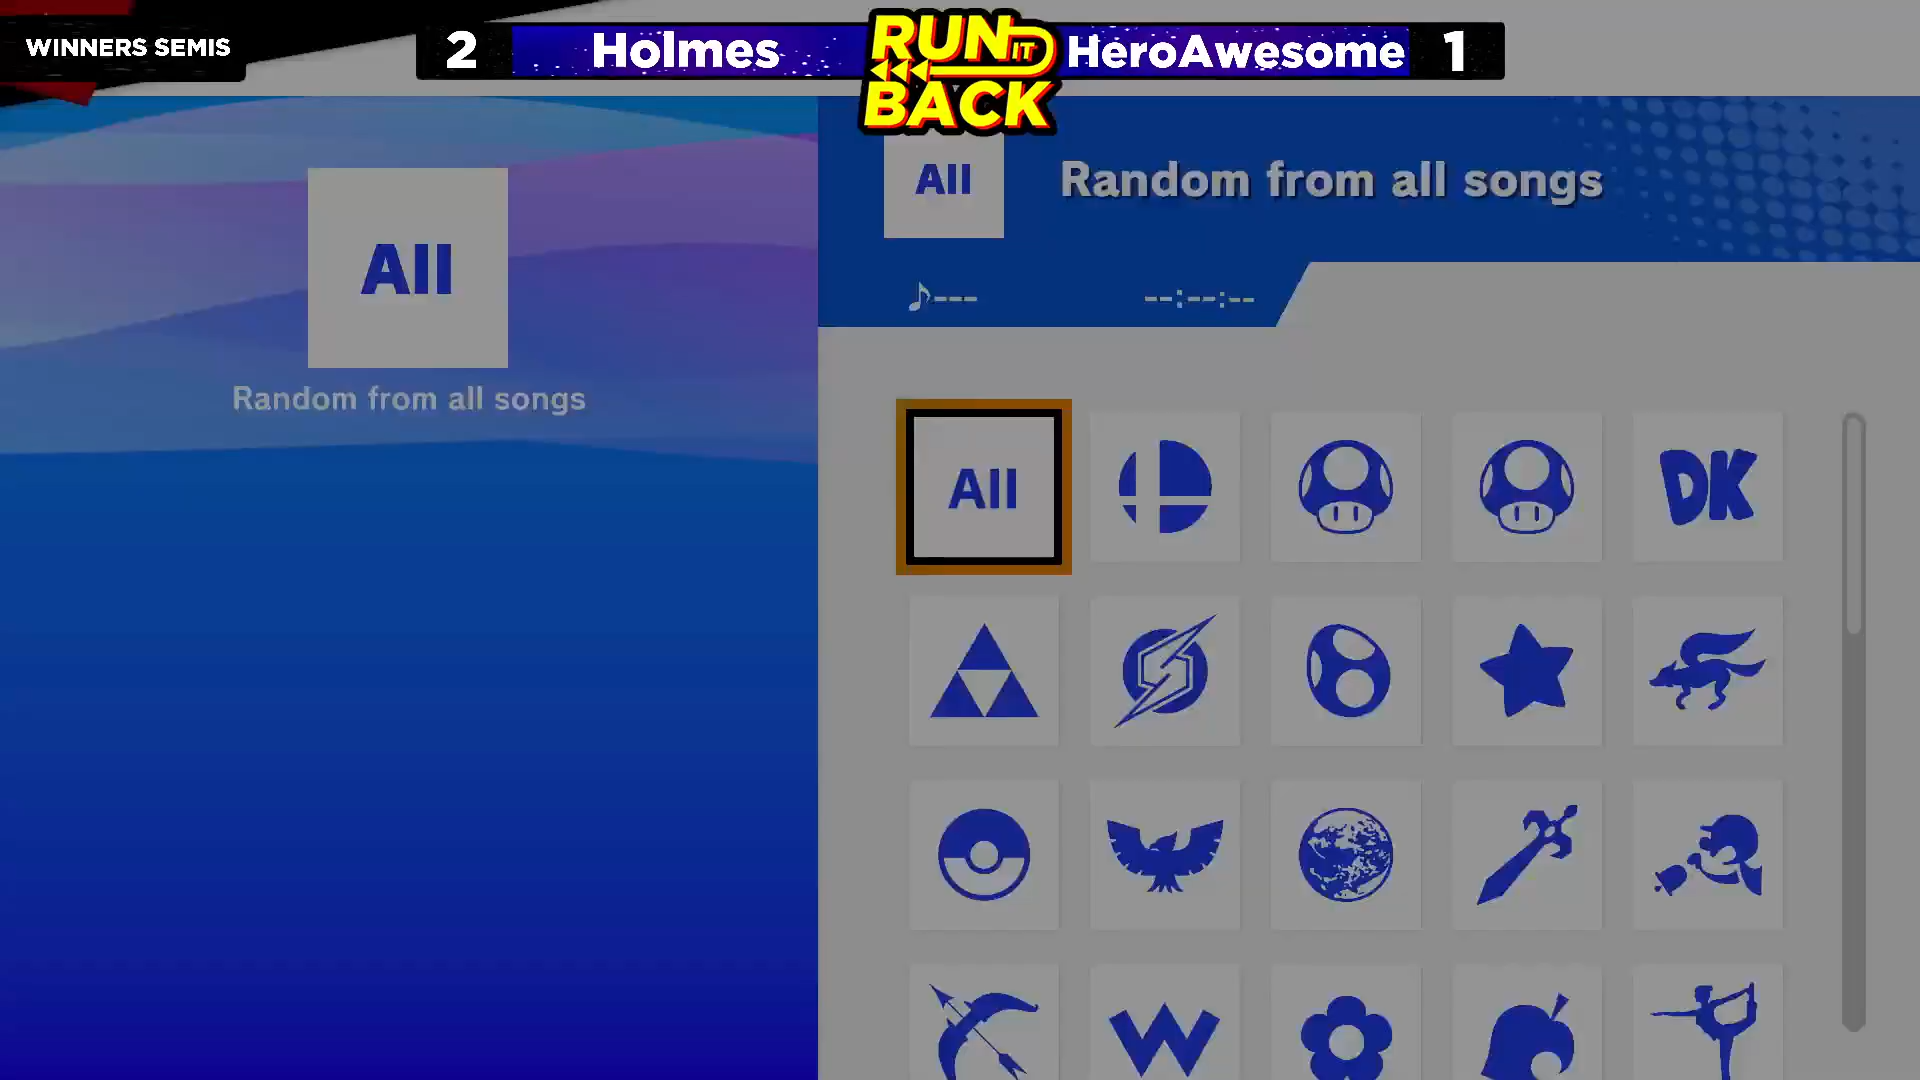 WINNERS SEMIS
2 Holmes
RUN IT BACK
HeroAwesome 1
All
Random from all songs
All
Random from all songs
♪--- --:--:--
All
DK
W